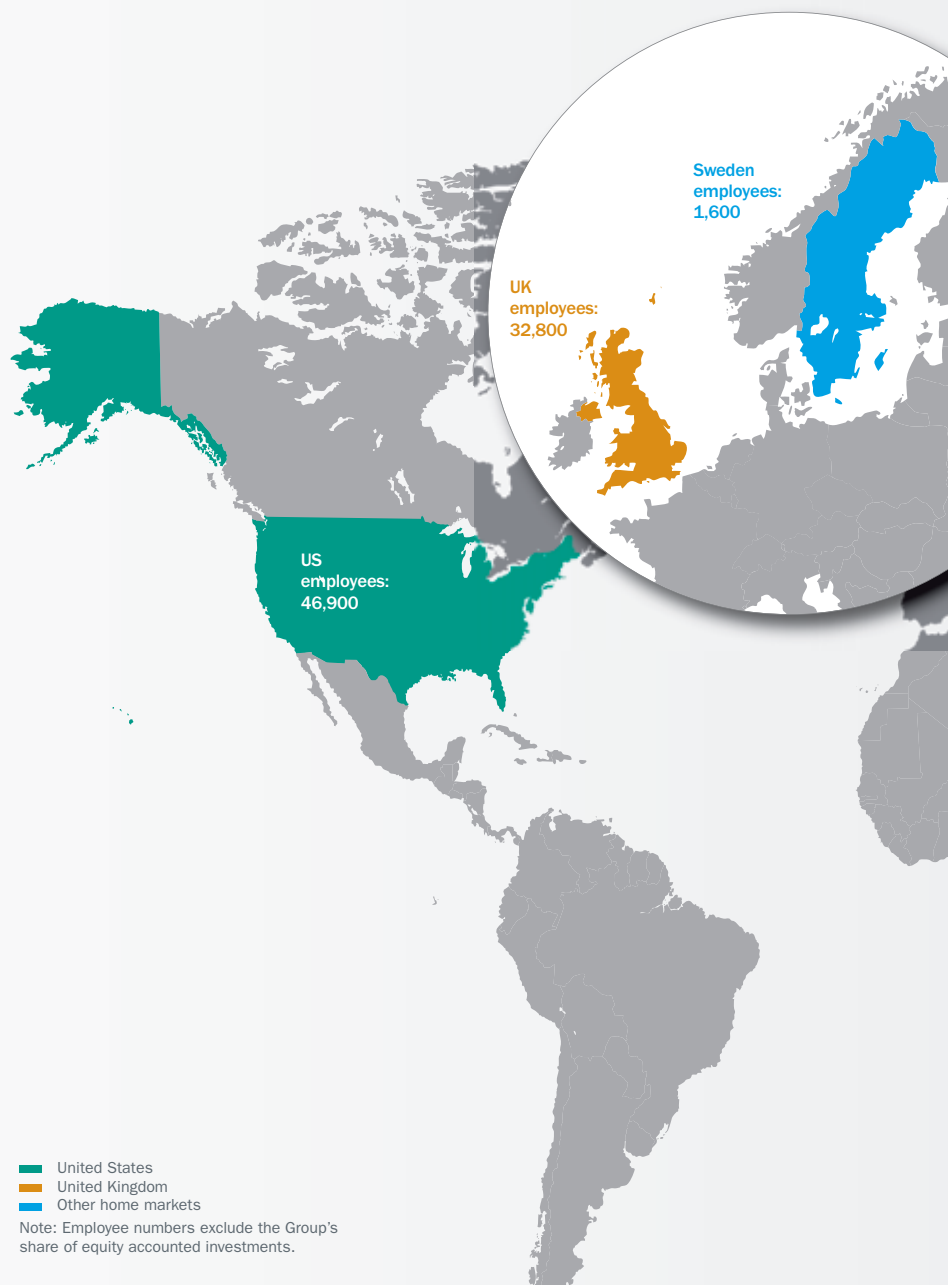 Sweden
employees:
1,600
UK
employees:
32,800
US
employees:
46,900
United States
United Kingdom
Other home markets
Note: Employee numbers exclude the Group's
share of equity accounted investments.